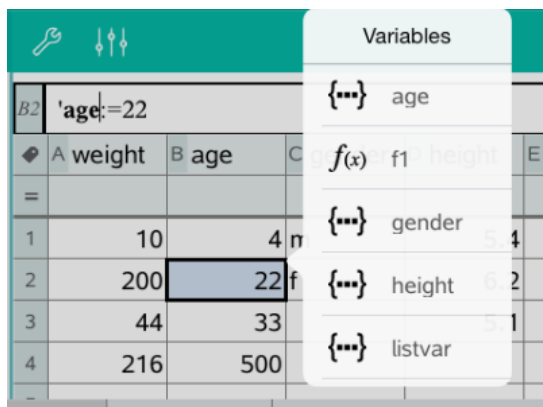 Variables
B2 'age:=22
{...} age
A weight B age C gender D height E
f(x) f1
=
{...} gender
1 10 4 m 5.4
2 200 22 f 6.2
{...} height
3 44 33 5.1
{...} listvar
4 216 500